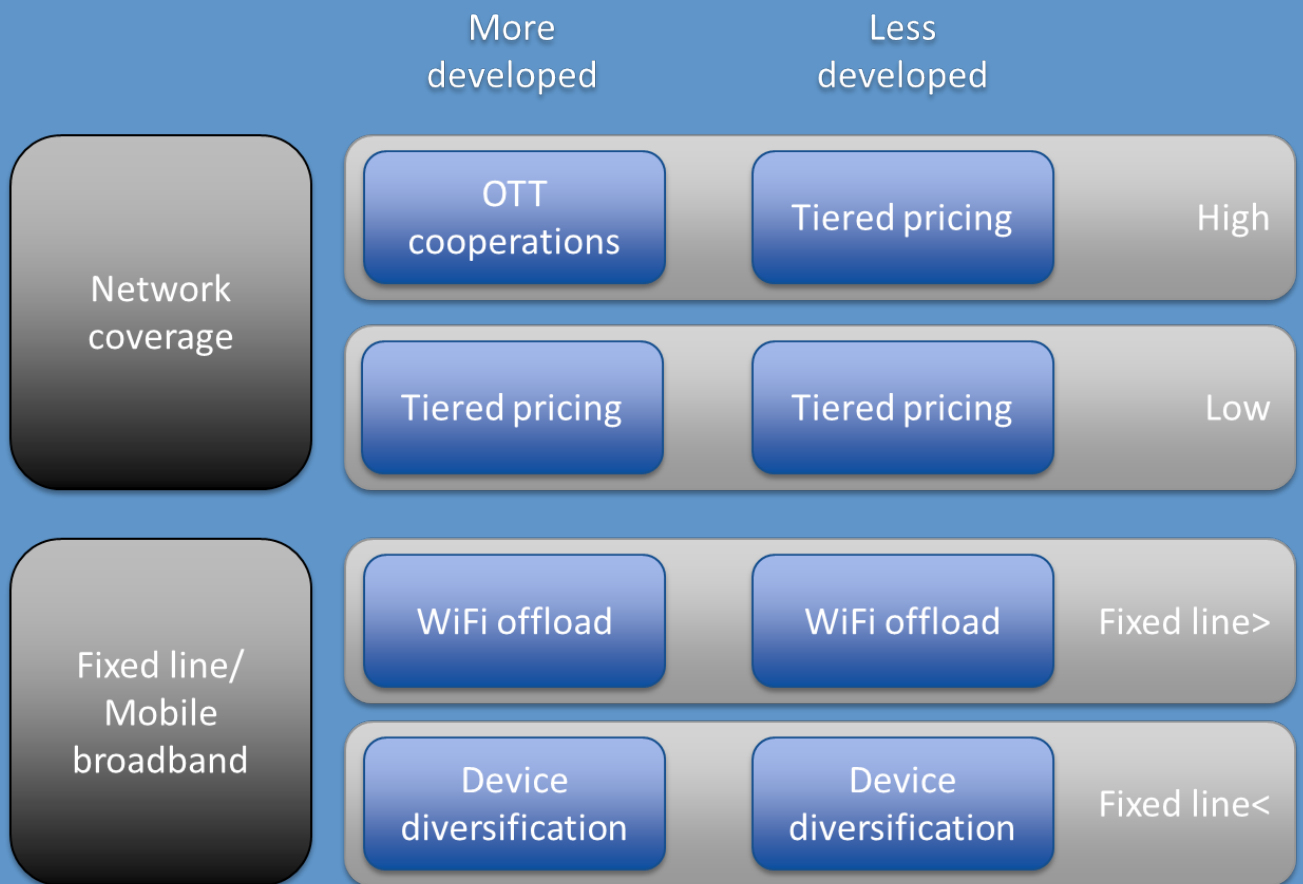 More
developed
Less
developed
Network
coverage
OTT
cooperations
Tiered pricing
High
Tiered pricing
Tiered pricing
Low
Fixed line/
Mobile
broadband
WiFi offload
WiFi offload
Fixed line>
Device
diversification
Device
diversification
Fixed line<